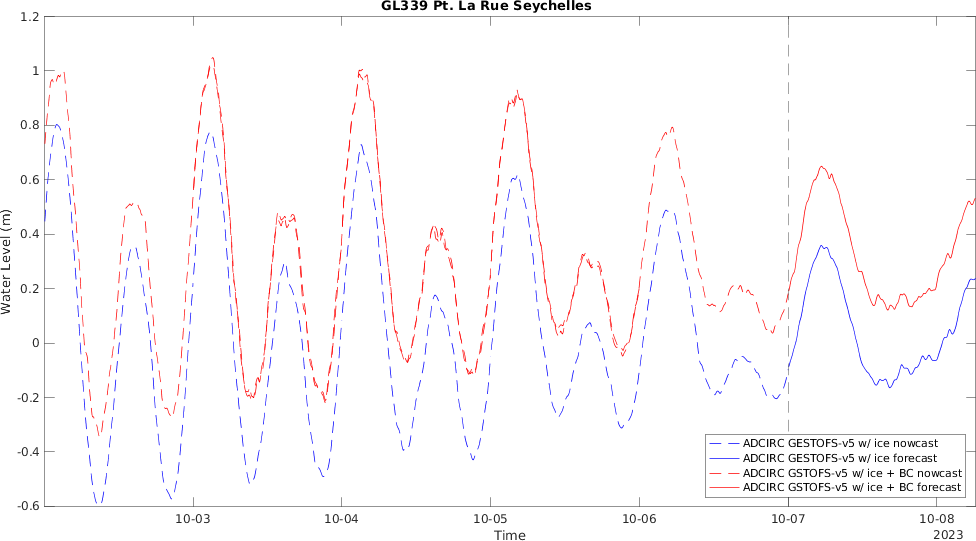 GL339 Pt. La Rue Seychelles
1.2
1
0.8
0.6
0.4
0.2
0
-0.2
-0.4
-0.6
Water Level (m)
ADCIRC GESTOFS-v5 w/ ice nowcast
ADCIRC GESTOFS-v5 w/ ice forecast
ADCIRC GSTOFS-v5 w/ ice + BC nowcast
ADCIRC GSTOFS-v5 w/ ice + BC forecast
10-03 10-04 10-05 10-06 10-07 10-08
Time 2023